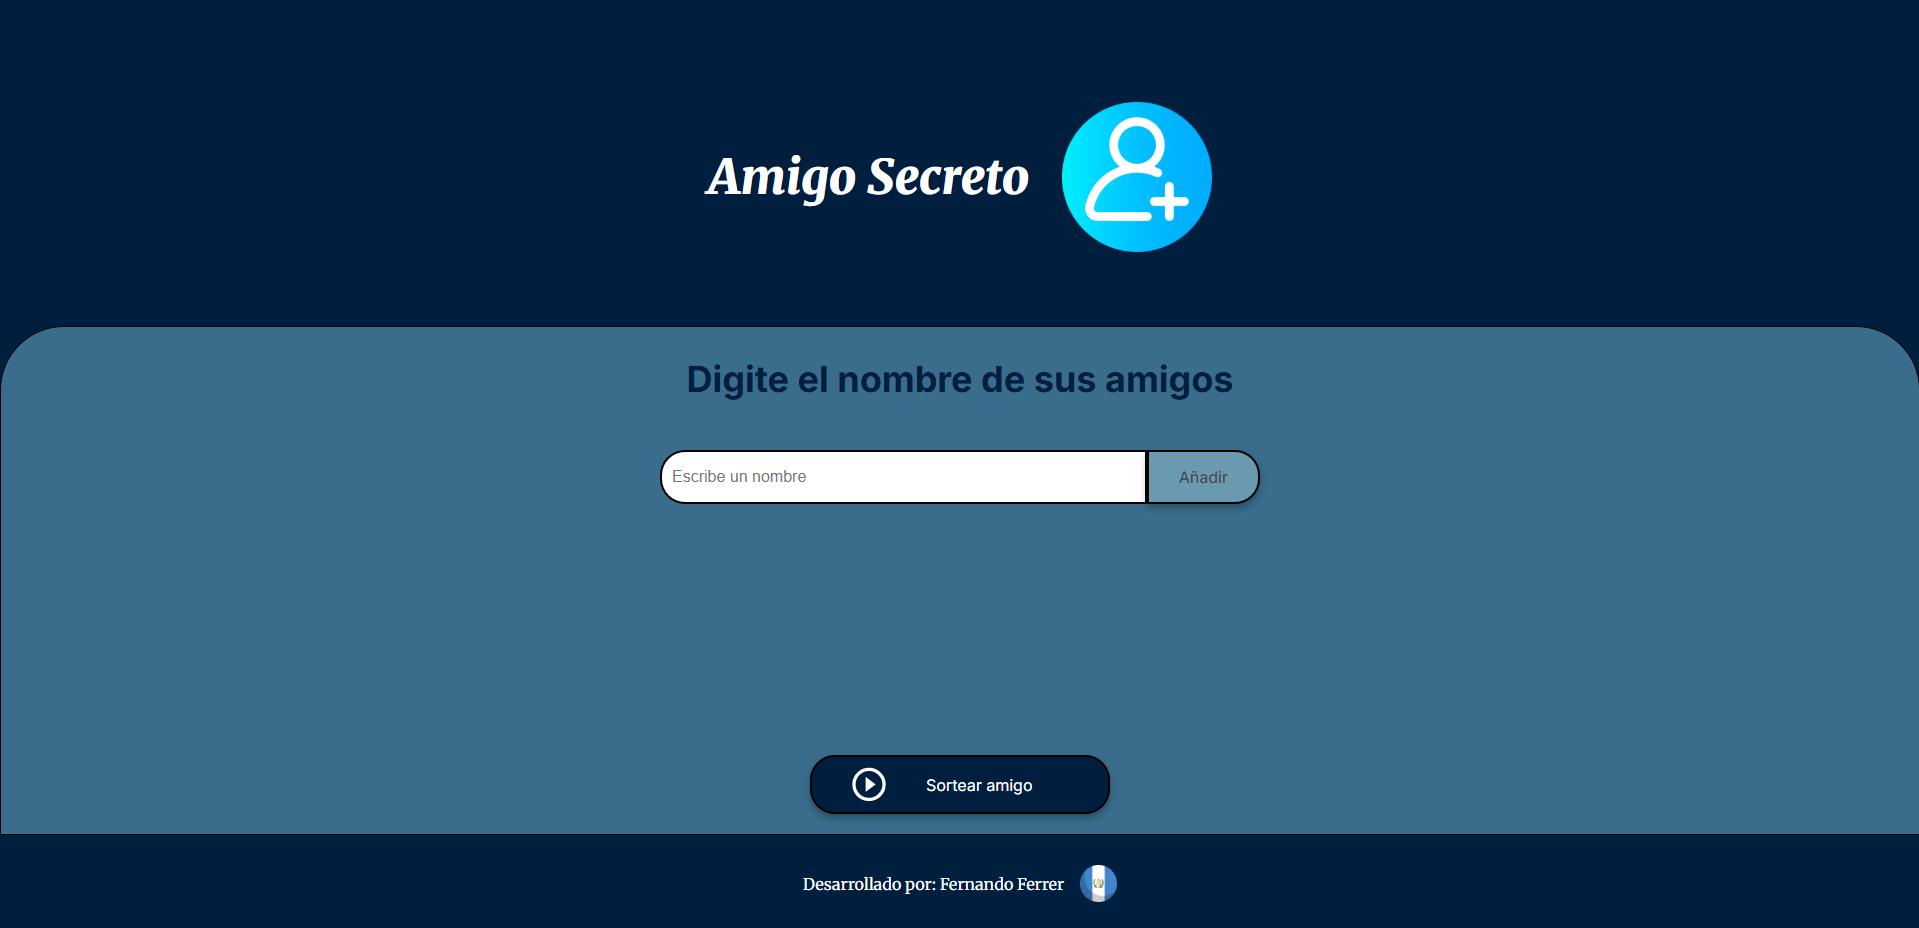 Amigo Secreto
Digite el nombre de sus amigos
Escribe un nombre
Añadir
Sortear amigo
Desarrollado por: Fernando Ferrer